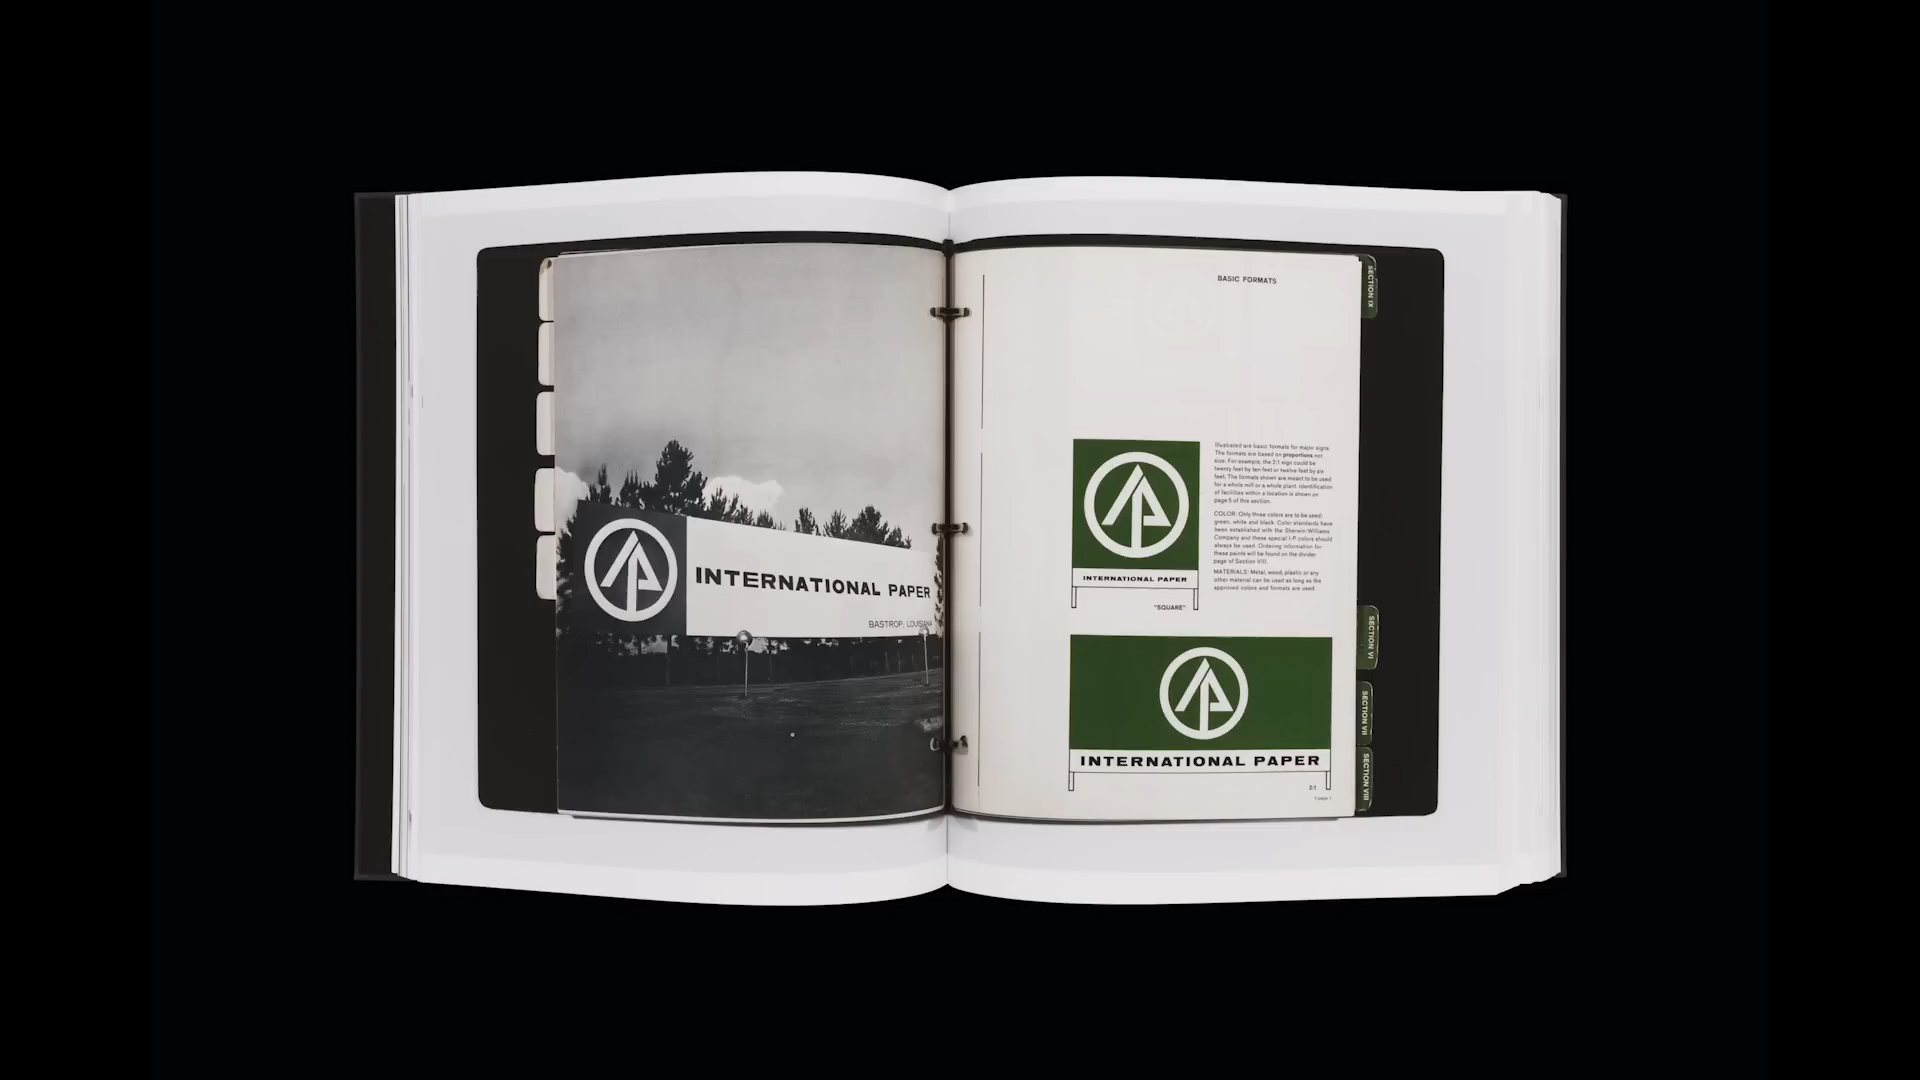 INTERNATIONAL PAPER
BASTROP, LOUISIANA
BASIC FORMATS
SECTION IX
Illustrated are basic formats for major signs.
The formats are based on proportions not
size. For example, the 2:1 sign could be
twenty feet by ten feet or twelve feet by six
feet. The formats shown are meant to be used
for a whole mill or a whole plant. Identification
of facilities within a location is shown on
page 5 of this section.
COLOR: Only three colors are to be used:
green, white and black. Color standards have
been established with the Sherwin-Williams
Company and these special I-P colors should
always be used. Ordering information for
these paints will be found on the divider
page of Section VIII.
MATERIALS: Metal, wood, plastic or any
other material can be used as long as the
approved colors and formats are used.
INTERNATIONAL PAPER
"SQUARE"
SECTION VI
SECTION VII
SECTION VIII
INTERNATIONAL PAPER
2:1